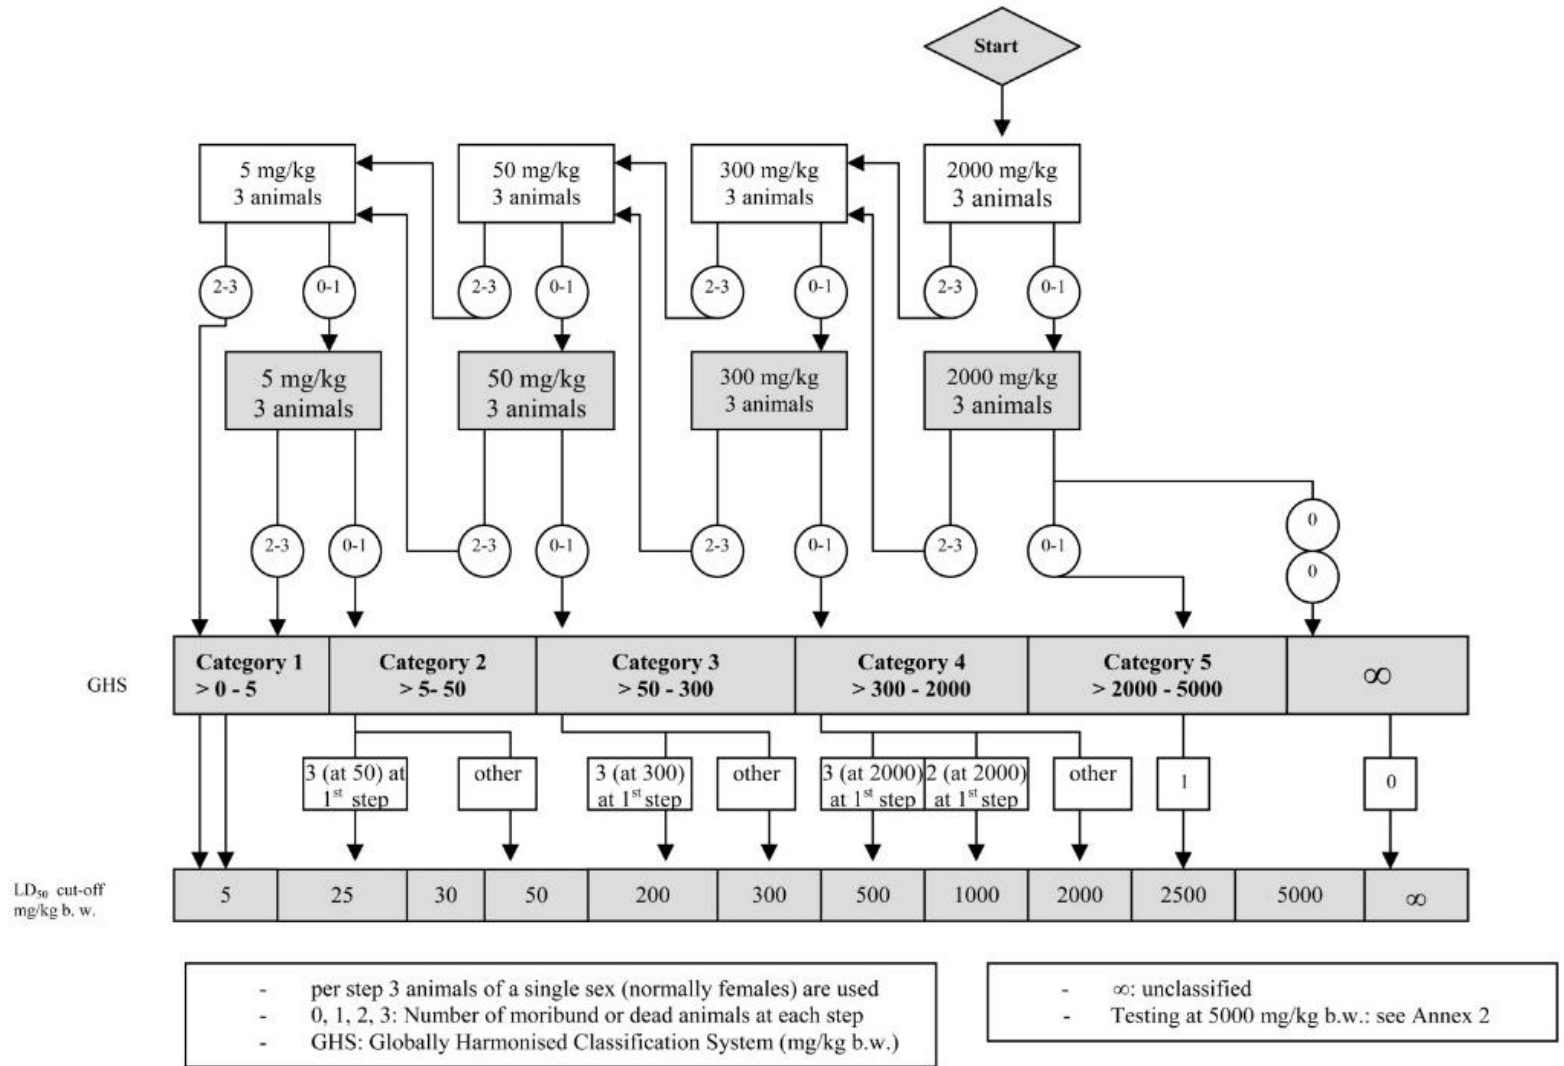 Start
5 mg/kg
3 animals
50 mg/kg
3 animals
300 mg/kg
3 animals
2000 mg/kg
3 animals
2-3
0-1
2-3
0-1
2-3
0-1
2-3
0-1
5 mg/kg
3 animals
50 mg/kg
3 animals
300 mg/kg
3 animals
2000 mg/kg
3 animals
2-3
0-1
2-3
0-1
2-3
0-1
2-3
0-1
0
0
GHS
Category 1
> 0 - 5
Category 2
> 5- 50
Category 3
> 50 - 300
Category 4
> 300 - 2000
Category 5
> 2000 - 5000
∞
3 (at 50) at
1st step
other
3 (at 300)
at 1st step
other
3 (at 2000)
at 1st step
2 (at 2000)
at 1st step
other
1
0
LD50 cut-off
mg/kg b. w.
5
25
30
50
200
300
500
1000
2000
2500
5000
∞
- per step 3 animals of a single sex (normally females) are used
- 0, 1, 2, 3: Number of moribund or dead animals at each step
- GHS: Globally Harmonised Classification System (mg/kg b.w.)
- ∞: unclassified
- Testing at 5000 mg/kg b.w.: see Annex 2